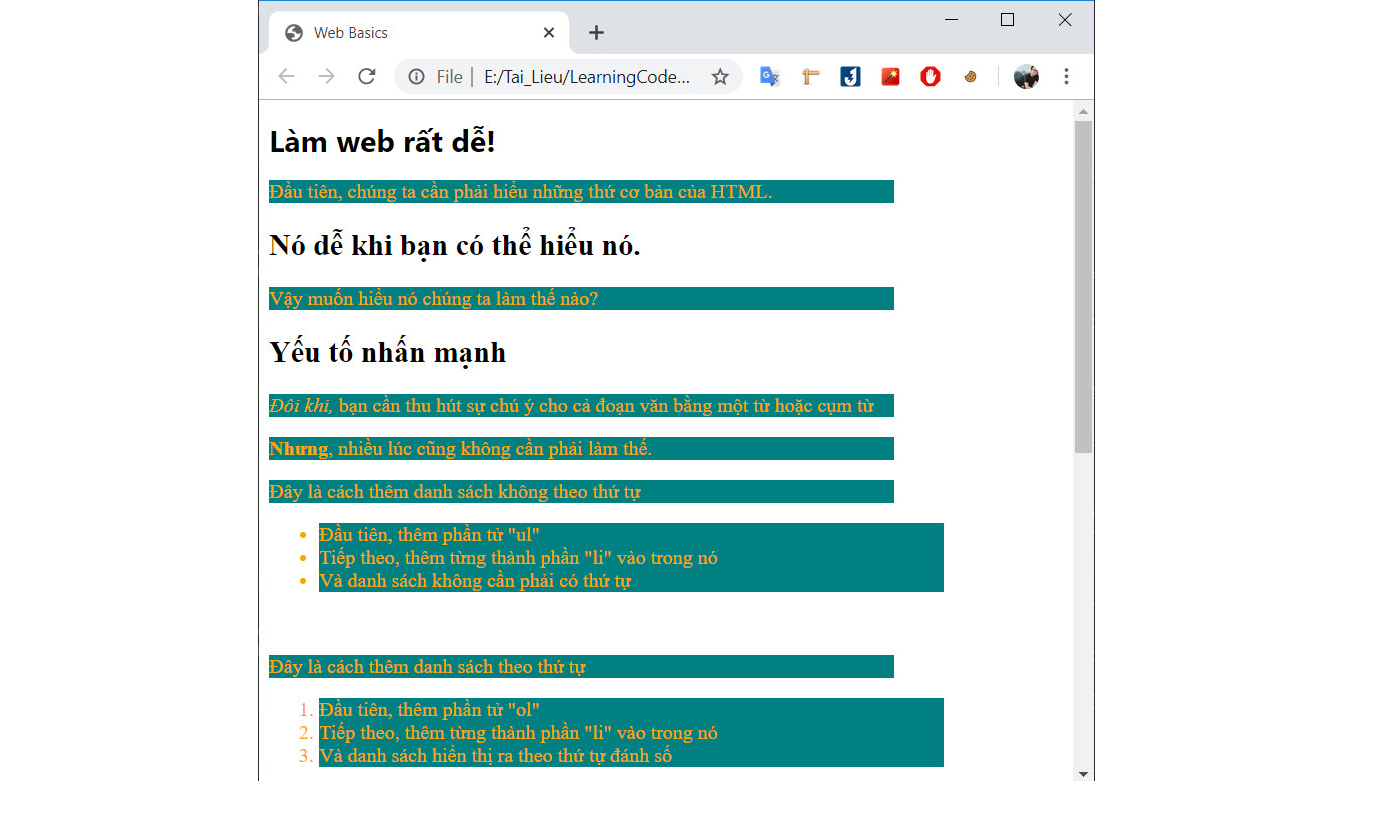 Web Basics
File | E:/Tai_Lieu/LearningCode...
Làm web rất dễ!
Đầu tiên, chúng ta cần phải hiểu những thứ cơ bản của HTML.
Nó dễ khi bạn có thể hiểu nó.
Vậy muốn hiểu nó chúng ta làm thế nào?
Yếu tố nhấn mạnh
Đôi khi, bạn cần thu hút sự chú ý cho cả đoạn văn bằng một từ hoặc cụm từ
Nhưng, nhiều lúc cũng không cần phải làm thế.
Đây là cách thêm danh sách không theo thứ tự
• Đầu tiên, thêm phần tử "ul"
• Tiếp theo, thêm từng thành phần "li" vào trong nó
• Và danh sách không cần phải có thứ tự
Đây là cách thêm danh sách theo thứ tự
1. Đầu tiên, thêm phần tử "ol"
2. Tiếp theo, thêm từng thành phần "li" vào trong nó
3. Và danh sách hiển thị ra theo thứ tự đánh số